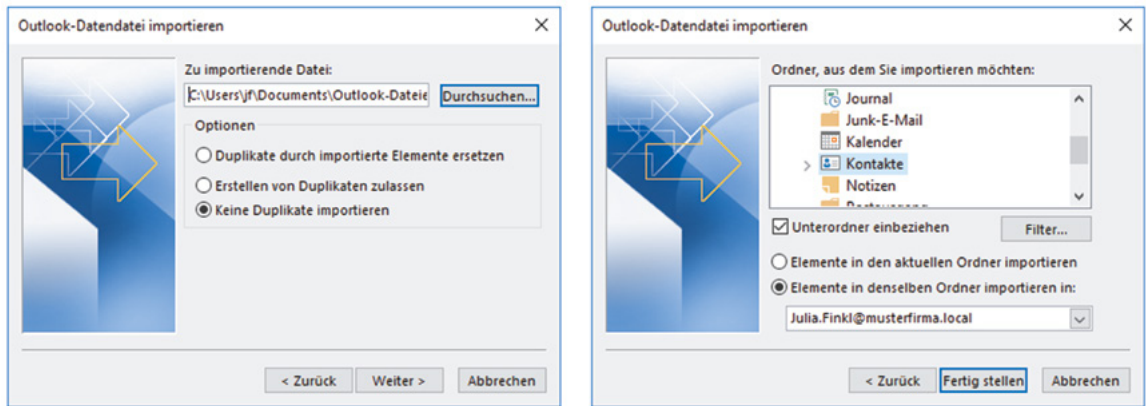 Outlook-Datendatei importieren
Zu importierende Datei:
C:\Users\jf\Documents\Outlook-Dateie
Durchsuchen...
Optionen
Duplikate durch importierte Elemente ersetzen
Erstellen von Duplikaten zulassen
Keine Duplikate importieren
< Zurück
Weiter >
Abbrechen
Outlook-Datendatei importieren
Ordner, aus dem Sie importieren möchten:
Journal
Junk-E-Mail
Kalender
Kontakte
Notizen
Unterordner einbeziehen
Filter...
Elemente in den aktuellen Ordner importieren
Elemente in denselben Ordner importieren in:
Julia.Finkl@musterfirma.local
< Zurück
Fertig stellen
Abbrechen